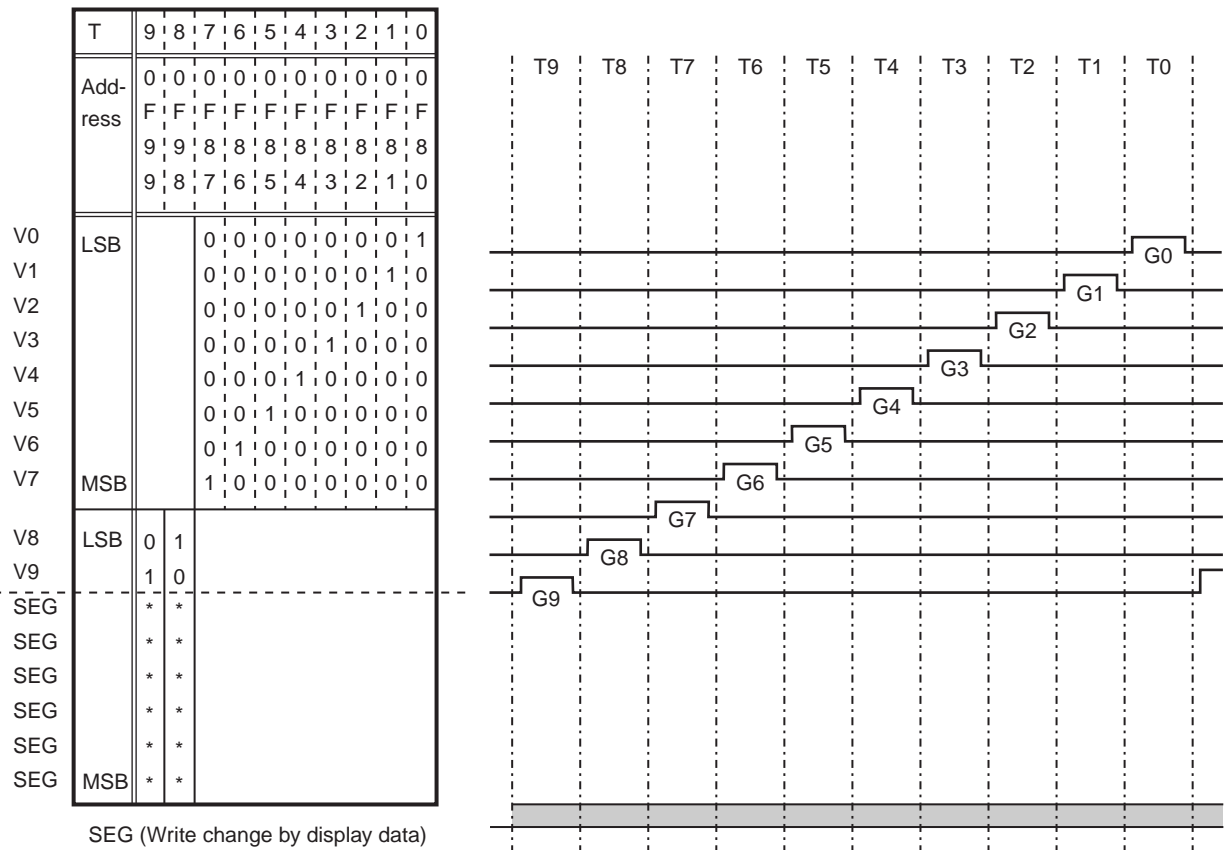 T 9 8 7 6 5 4 3 2 1 0
Add-
ress
0 0 0 0 0 0 0 0 0 0
F F F F F F F F F F
9 9 8 8 8 8 8 8 8 8
9 8 7 6 5 4 3 2 1 0
V0 LSB 0 0 0 0 0 0 0 1
V1 0 0 0 0 0 0 1 0
V2 0 0 0 0 0 1 0 0
V3 0 0 0 0 1 0 0 0
V4 0 0 0 1 0 0 0 0
V5 0 0 1 0 0 0 0 0
V6 0 1 0 0 0 0 0 0
V7 MSB 1 0 0 0 0 0 0 0
V8 LSB 0 1
V9 1 0
SEG * *
SEG * *
SEG * *
SEG * *
SEG * *
SEG MSB * *
SEG (Write change by display data)
T9 T8 T7 T6 T5 T4 T3 T2 T1 T0
G0
G1
G2
G3
G4
G5
G6
G7
G8
G9